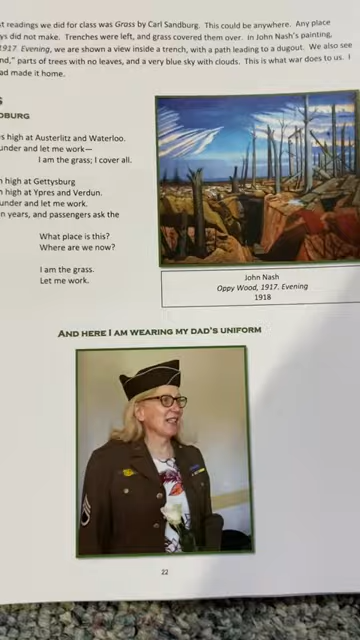 t readings we did for class was Grass by Carl Sandburg. This could be anywhere. Any place
ys did not make. Trenches were left, and grass covered them over. In John Nash's painting,
1917. Evening, we are shown a view inside a trench, with a path leading to a dugout. We also see
nd," parts of trees with no leaves, and a very blue sky with clouds. This is what war does to us. I
ad made it home.
S
DBURG
s high at Austerlitz and Waterloo.
under and let me work—
I am the grass; I cover all.
n high at Gettysburg
n high at Ypres and Verdun.
under and let me work.
n years, and passengers ask the
What place is this?
Where are we now?
I am the grass.
Let me work.
John Nash
Oppy Wood, 1917. Evening
1918
AND HERE I AM WEARING MY DAD'S UNIFORM
22